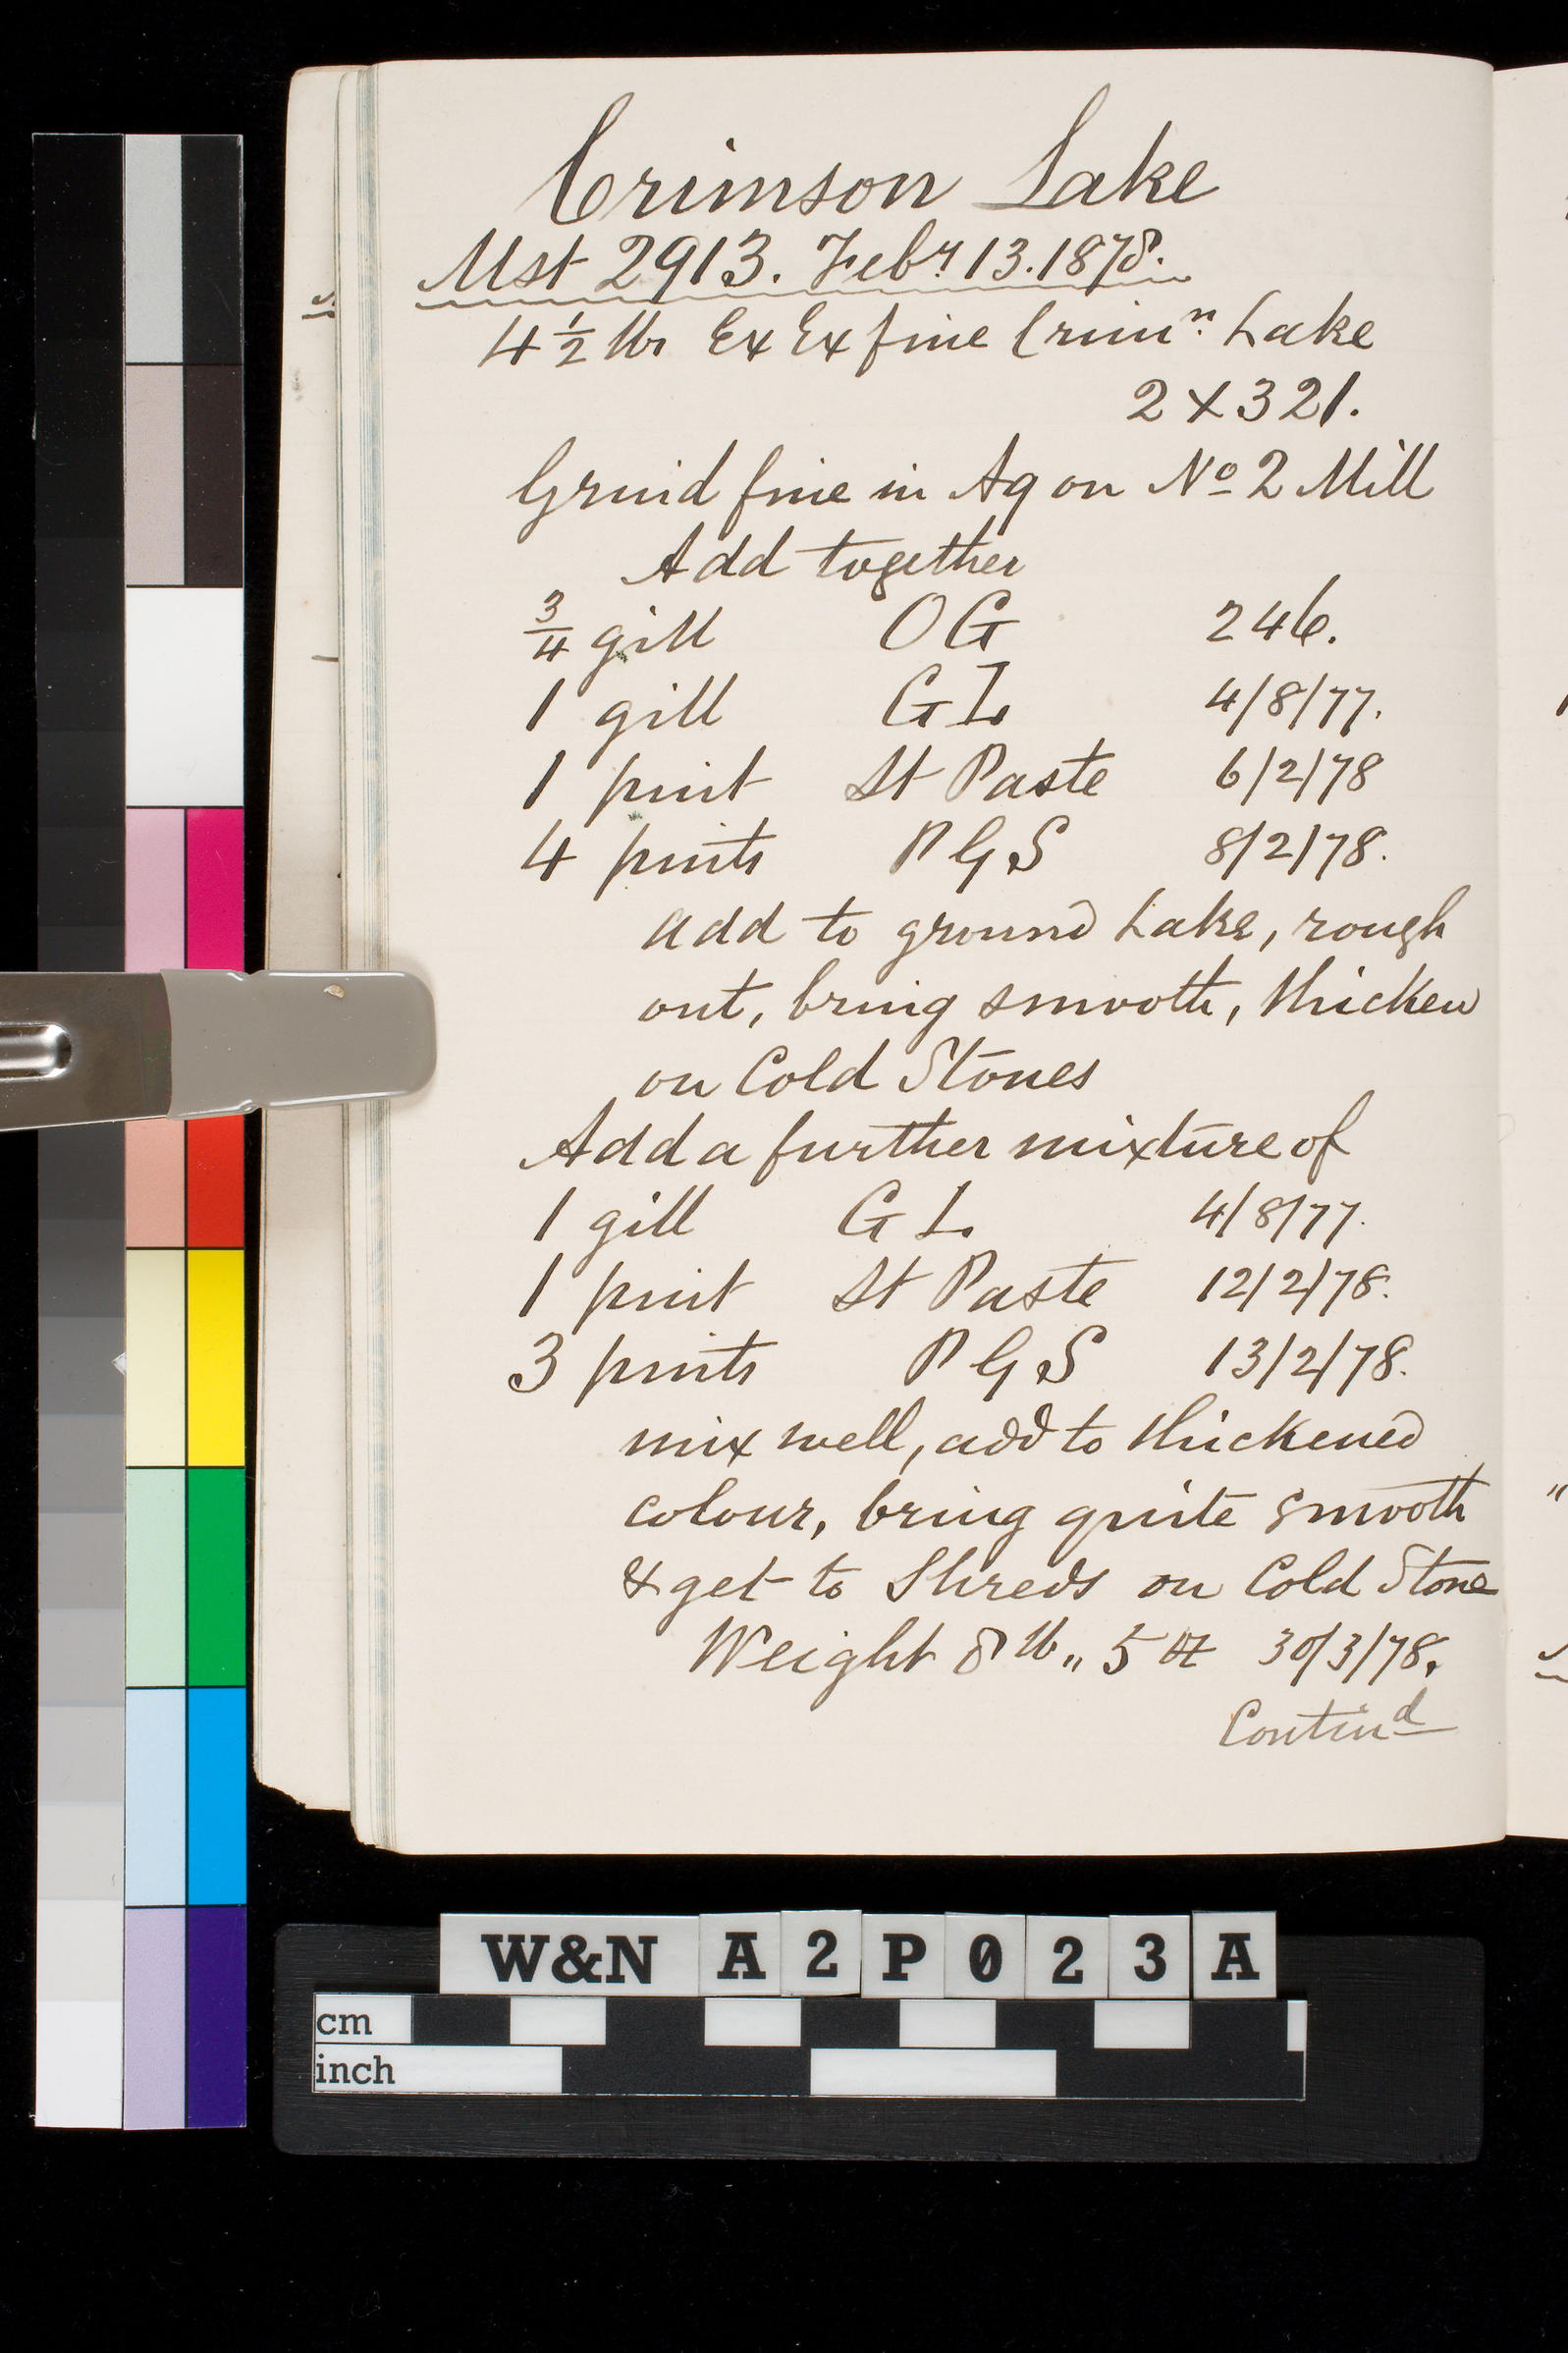 Crimson Lake
Mst 2913. Febry 13. 1878.
4 1/2 lbs Ex Ex fine Crimn. Lake
2 X 321.
Grind fine in Aq on No 2 Mill
Add together
3/4 gill OG 246.
1 gill GL 4/8/77.
1 pint St Paste 6/2/78
4 pints PGS 8/2/78.
add to ground Lake, rough
out, bring smooth, thicken
on Cold Stones
Add a further mixture of
1 gill GL 4/8/77.
1 pint St Paste 12/2/78.
3 pints PGS 13/2/78.
mix well, add to thickened
colour, bring quite smooth
& get to Shreds on Cold Stone
Weight 8 lb " 5 oz 30/3/78.
Contind
W&N A2P023A
cm
inch